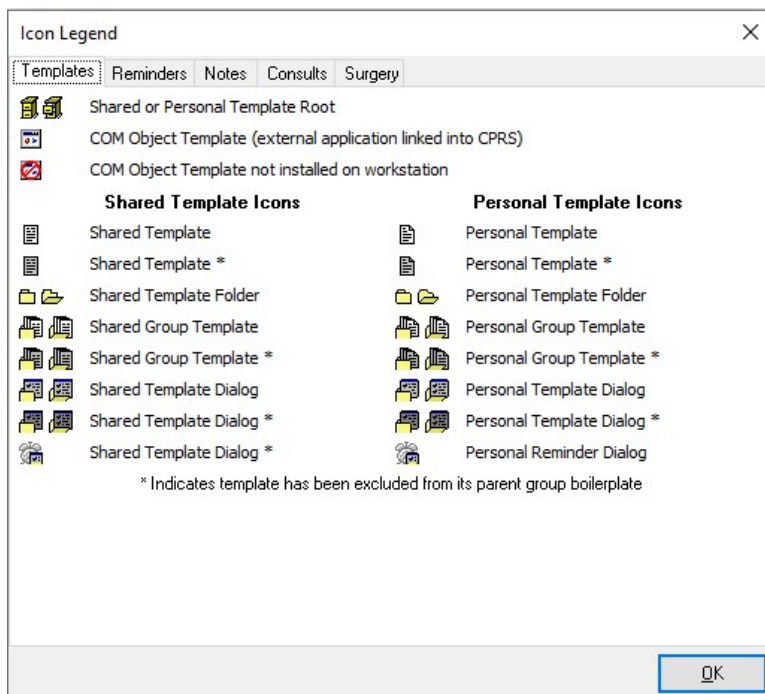 Icon Legend
Templates Reminders Notes Consults Surgery
Shared or Personal Template Root
COM Object Template (external application linked into CPRS)
COM Object Template not installed on workstation
Shared Template Icons Personal Template Icons
Shared Template Personal Template
Shared Template * Personal Template *
Shared Template Folder Personal Template Folder
Shared Group Template Personal Group Template
Shared Group Template * Personal Group Template *
Shared Template Dialog Personal Template Dialog
Shared Template Dialog * Personal Template Dialog *
Shared Template Dialog * Personal Reminder Dialog
* Indicates template has been excluded from its parent group boilerplate
OK